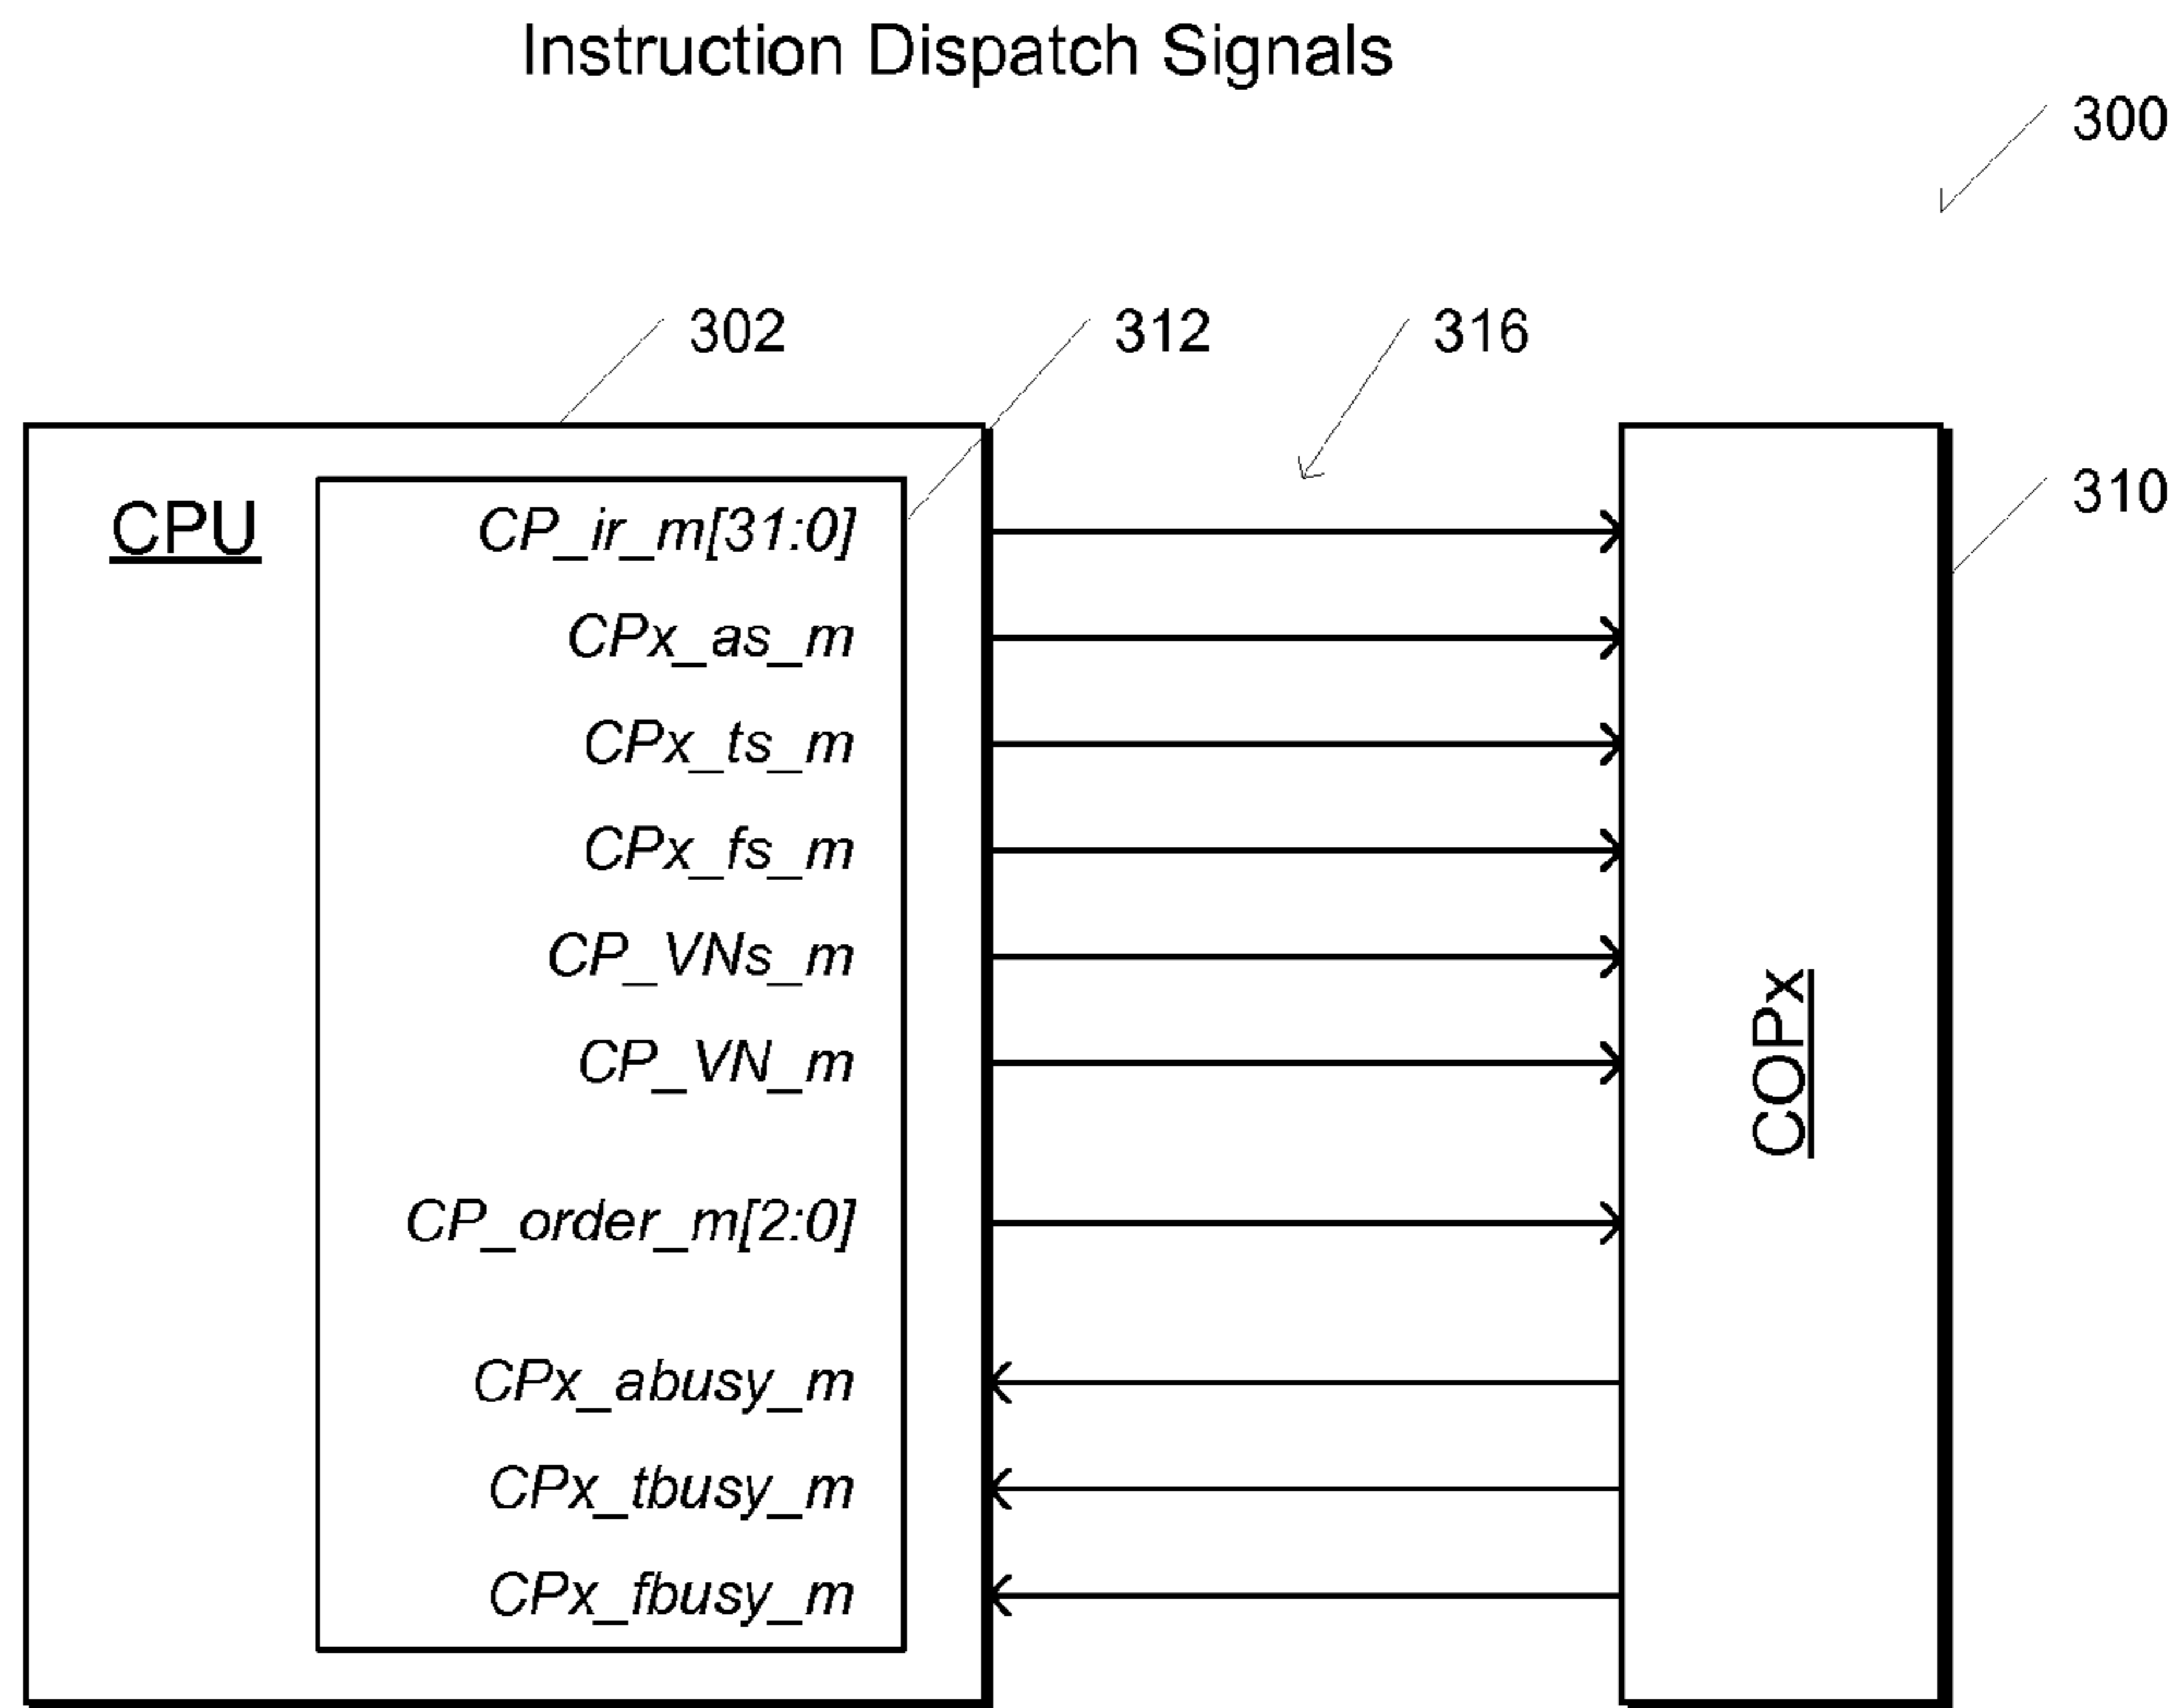 Instruction Dispatch Signals
300
302
312
316
310
CPU
CP_ir_m[31:0]
CPx_as_m
CPx_ts_m
CPx_fs_m
CP_VNs_m
CP_VN_m
CP_order_m[2:0]
CPx_abusy_m
CPx_tbusy_m
CPx_fbusy_m
COPx